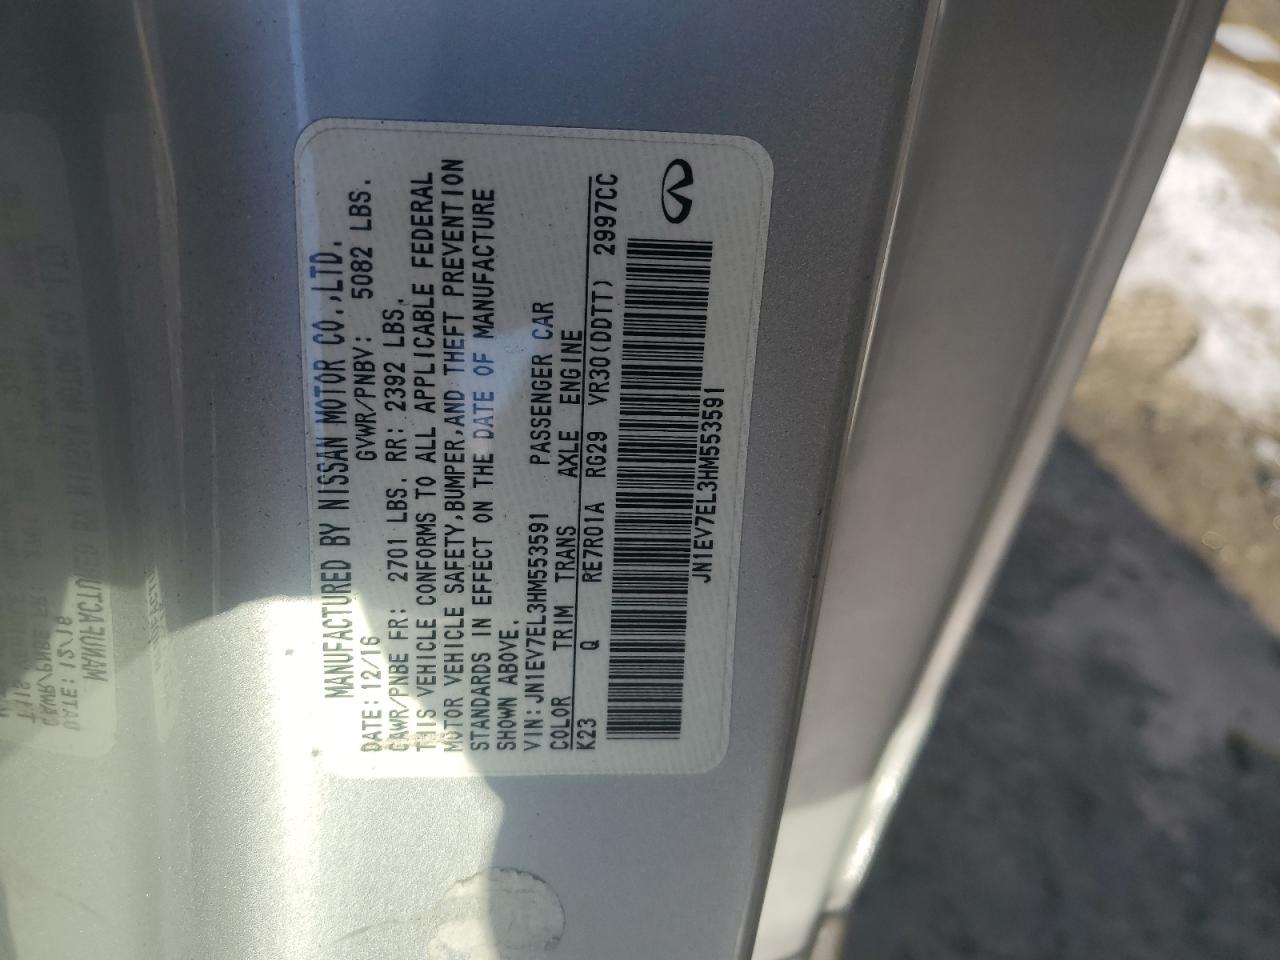 MANUFACTURED BY NISSAN MOTOR CO.,LTD.
DATE:12/16 GVWR/PNBV: 5082 LBS.
GAWR/PNBE FR: 2701 LBS. RR: 2392 LBS.
THIS VEHICLE CONFORMS TO ALL APPLICABLE FEDERAL
MOTOR VEHICLE SAFETY,BUMPER,AND THEFT PREVENTION
STANDARDS IN EFFECT ON THE DATE OF MANUFACTURE
SHOWN ABOVE.
VIN:JN1EV7EL3HM553591 PASSENGER CAR
COLOR TRIM TRANS AXLE ENGINE
K23 Q RE7R01A RG29 VR30(DDTT) 2997CC
JN1EV7EL3HM553591